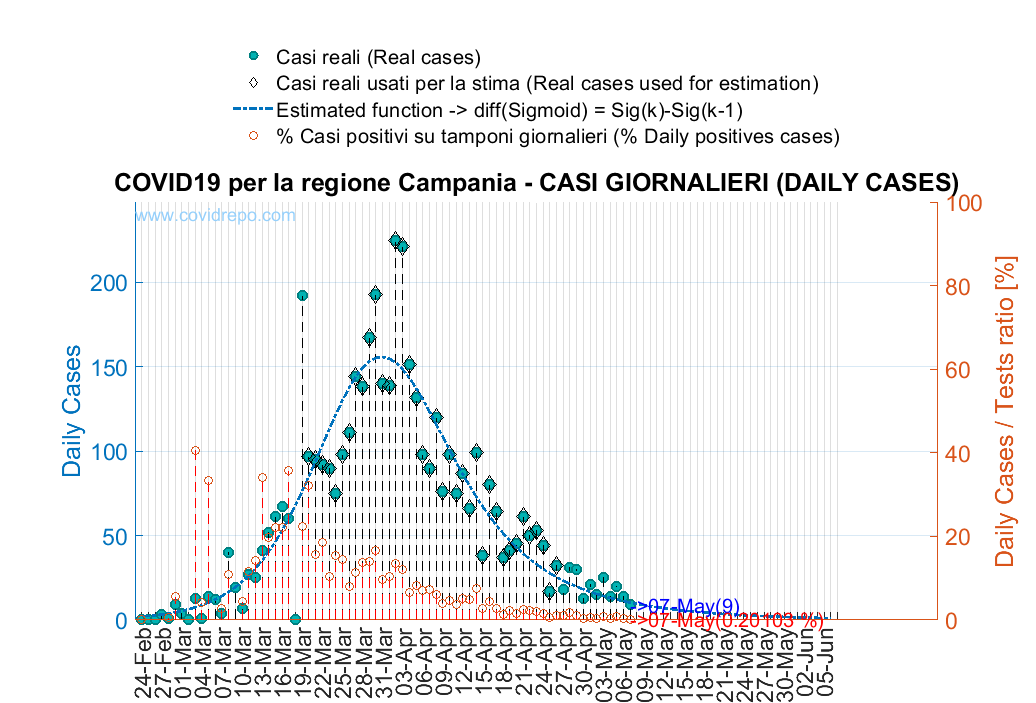 Casi reali (Real cases)
Casi reali usati per la stima (Real cases used for estimation)
Estimated function -> diff(Sigmoid) = Sig(k)-Sig(k-1)
% Casi positivi su tamponi giornalieri (% Daily positives cases)
COVID19 per la regione Campania - CASI GIORNALIERI (DAILY CASES)
www.covidrepo.com
Daily Cases
200
150
100
50
0
100
80
60
40
20
0
Daily Cases / Tests ratio [%]
->07-May(9)
->07-May(0.20103 %)
24-Feb
27-Feb
01-Mar
04-Mar
07-Mar
10-Mar
13-Mar
16-Mar
19-Mar
22-Mar
25-Mar
28-Mar
31-Mar
03-Apr
06-Apr
09-Apr
12-Apr
15-Apr
18-Apr
21-Apr
24-Apr
27-Apr
30-Apr
03-May
06-May
09-May
12-May
15-May
18-May
21-May
24-May
27-May
30-May
02-Jun
05-Jun